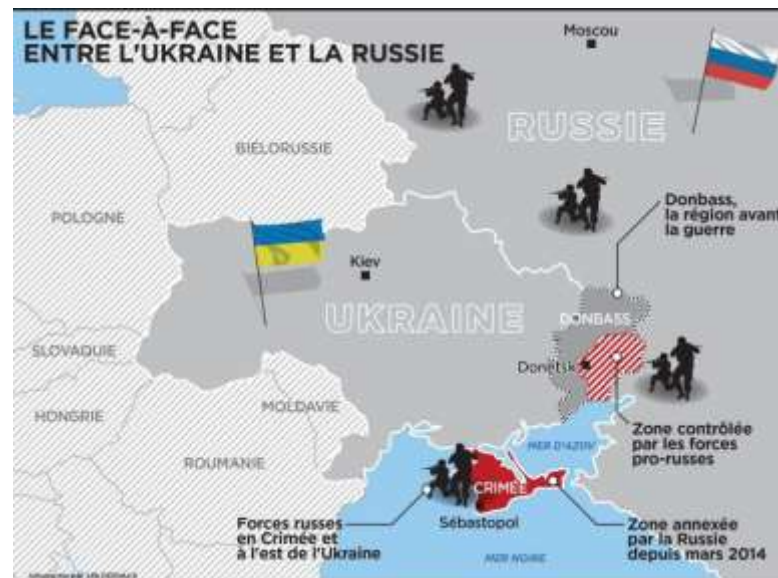 LE FACE-À-FACE
ENTRE L'UKRAINE ET LA RUSSIE
Moscou
RUSSIE
BIÉLORUSSIE
POLOGNE
Donbass,
la région avant
la guerre
Kiev
UKRAINE
DONBASS
SLOVAQUIE
Donetsk
HONGRIE
MOLDAVIE
ROUMANIE
MER D'AZOV
Zone contrôlée
par les forces
pro-russes
CRIMÉE
Forces russes
en Crimée et
à l'est de l'Ukraine
Sébastopol
Zone annexée
par la Russie
depuis mars 2014
MER NOIRE